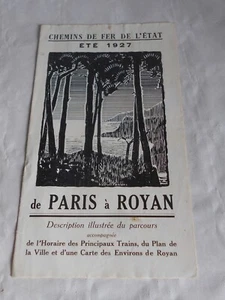 CHEMINS DE FER DE L'ÉTAT
ÉTÉ 1927
de PARIS à ROYAN
Description illustrée du parcours
accompagnée
de l'Horaire des Principaux Trains, du Plan de
la Ville et d'une Carte des Environs de Royan